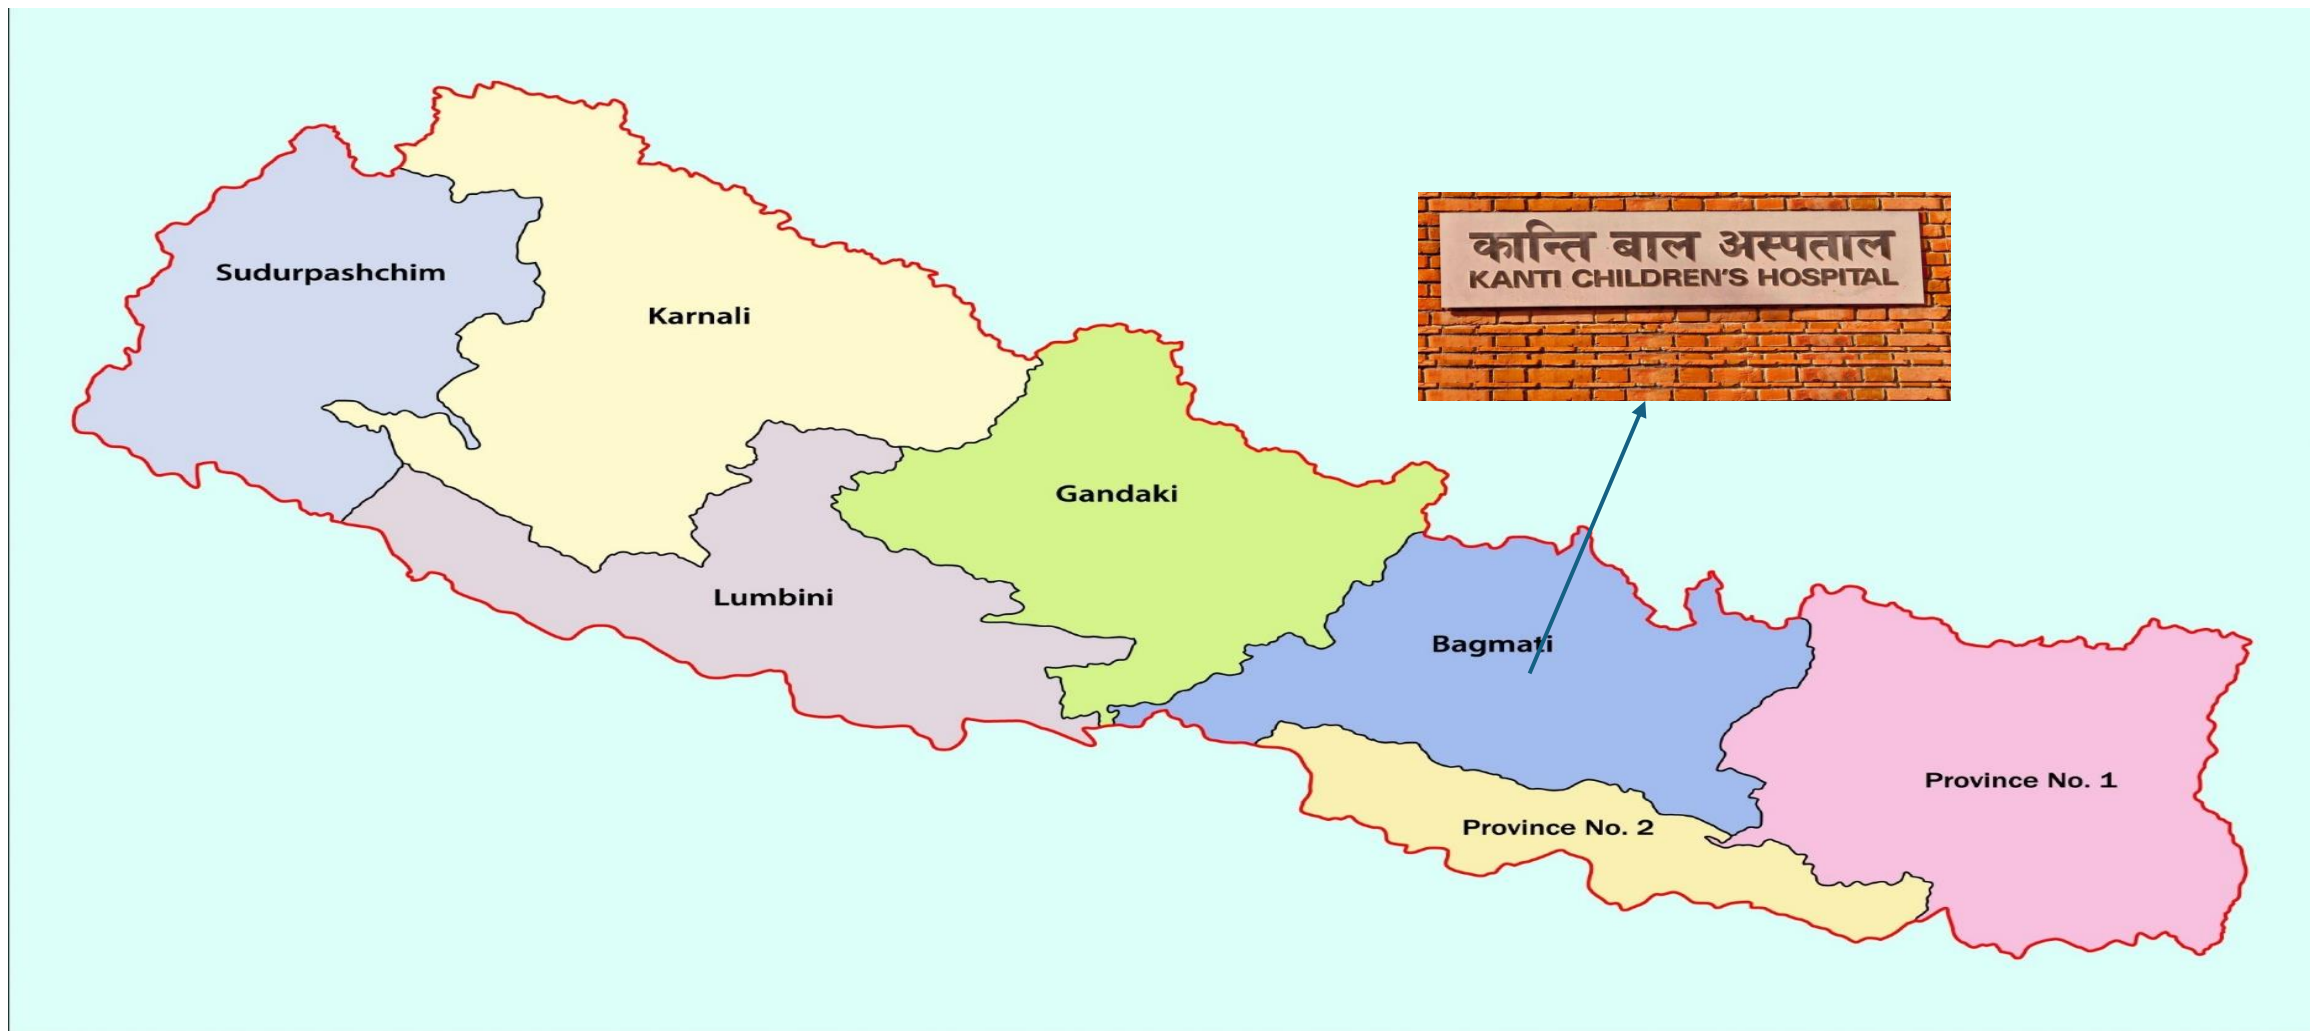 Sudurpashchim
Karnali
कान्ति बाल अस्पताल
KANTI CHILDREN'S HOSPITAL
Gandaki
Lumbini
Bagmati
Province No. 1
Province No. 2